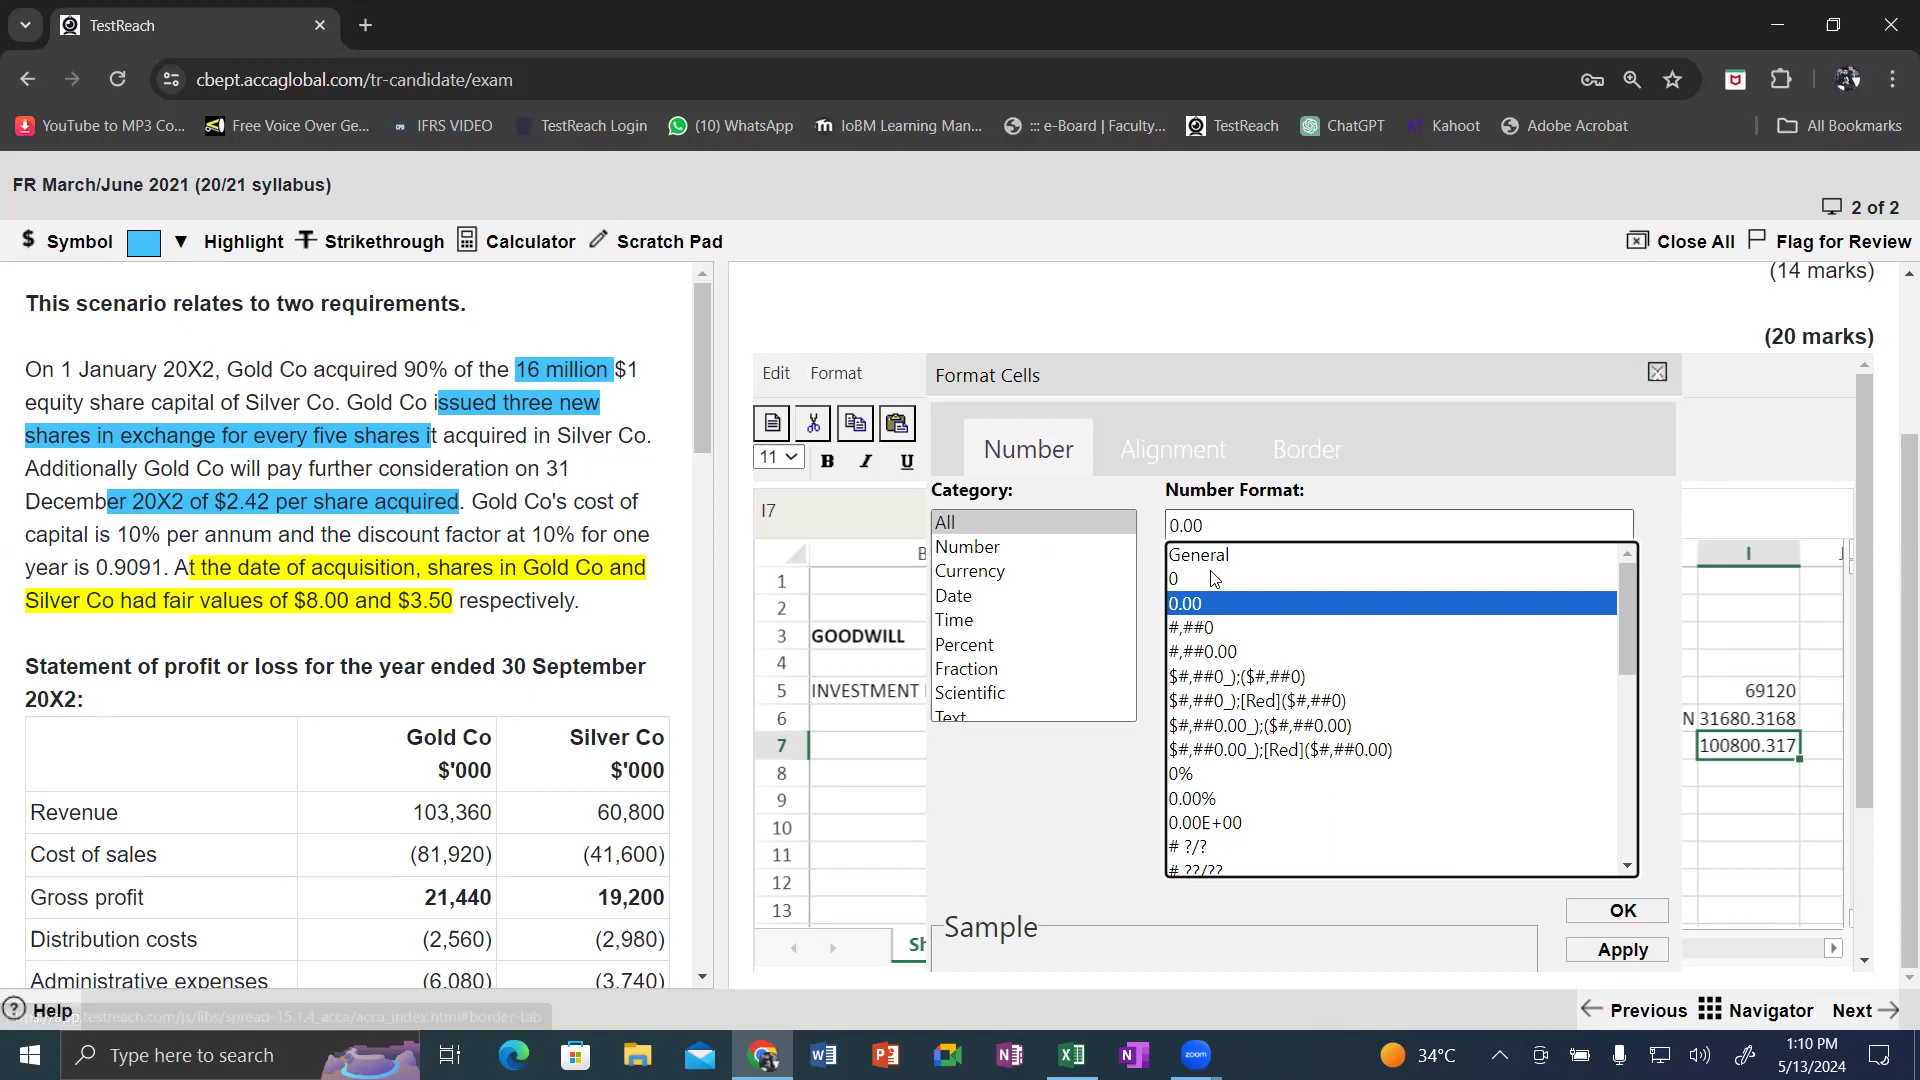 TestReach
cbept.accaglobal.com/tr-candidate/exam
YouTube to MP3 Co...
Free Voice Over Ge...
IFRS VIDEO
TestReach Login
(10) WhatsApp
IoBM Learning Man...
::: e-Board | Faculty...
TestReach
ChatGPT
Kahoot
Adobe Acrobat
All Bookmarks
FR March/June 2021 (20/21 syllabus)
2 of 2
$ Symbol
Highlight
Strikethrough
Calculator
Scratch Pad
Close All
Flag for Review
This scenario relates to two requirements.
On 1 January 20X2, Gold Co acquired 90% of the 16 million $1
equity share capital of Silver Co. Gold Co issued three new
shares in exchange for every five shares it acquired in Silver Co.
Additionally Gold Co will pay further consideration on 31
December 20X2 of $2.42 per share acquired. Gold Co's cost of
capital is 10% per annum and the discount factor at 10% for one
year is 0.9091. At the date of acquisition, shares in Gold Co and
Silver Co had fair values of $8.00 and $3.50 respectively.
Statement of profit or loss for the year ended 30 September
20X2:
Gold Co Silver Co
$'000 $'000
Revenue 103,360 60,800
Cost of sales (81,920) (41,600)
Gross profit 21,440 19,200
Distribution costs (2,560) (2,980)
Administrative expenses (6,080) (3,740)
(14 marks)
(20 marks)
Edit Format
11
B I U
I7
B
I
1
2
3 GOODWILL
4
5 INVESTMENT 69120
6 N 31680.3168
7 100800.317
8
9
10
11
12
13
Sh
Format Cells
Number Alignment Border
Category:
All
Number
Currency
Date
Time
Percent
Fraction
Scientific
Text
Number Format:
0.00
General
0
0.00
#,##0
#,##0.00
$#,##0_);($#,##0)
$#,##0_);[Red]($#,##0)
$#,##0.00_);($#,##0.00)
$#,##0.00_);[Red]($#,##0.00)
0%
0.00%
0.00E+00
# ?/?
# ??/??
Sample
OK
Apply
Help
Previous
Navigator
Next
Type here to search
zoom
34°C
1:10 PM
5/13/2024